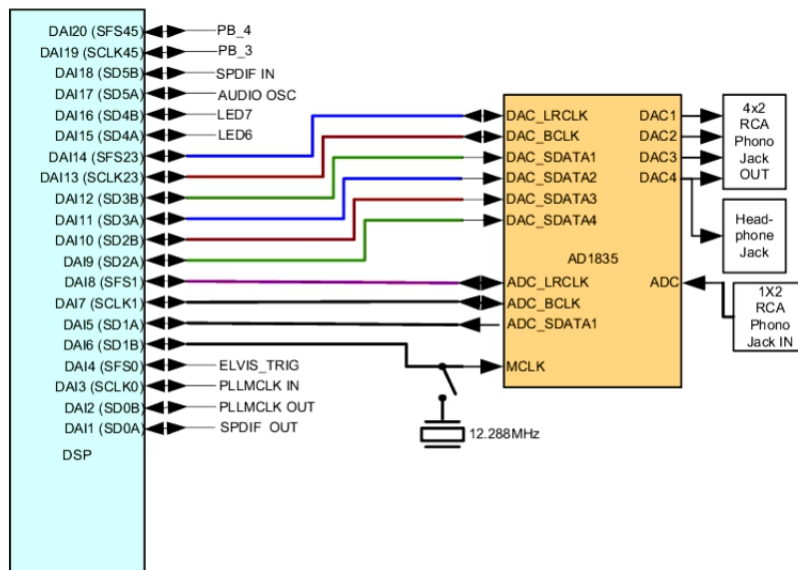 DAI20 (SFS45) PB_4
DAI19 (SCLK45) PB_3
DAI18 (SD5B) SPDIF IN
DAI17 (SD5A) AUDIO OSC
DAI16 (SD4B) LED7
DAI15 (SD4A) LED6
DAI14 (SFS23)
DAI13 (SCLK23)
DAI12 (SD3B)
DAI11 (SD3A)
DAI10 (SD2B)
DAI9 (SD2A)
DAI8 (SFS1)
DAI7 (SCLK1)
DAI5 (SD1A)
DAI6 (SD1B)
DAI4 (SFS0) ELVIS_TRIG
DAI3 (SCLK0) PLLMCLK IN
DAI2 (SD0B) PLLMCLK OUT
DAI1 (SD0A) SPDIF OUT
DSP
DAC_LRCLK DAC1
DAC_BCLK DAC2
DAC_SDATA1 DAC3
DAC_SDATA2 DAC4
DAC_SDATA3
DAC_SDATA4
AD1835
ADC_LRCLK ADC
ADC_BCLK
ADC_SDATA1
MCLK
12.288MHz
4x2
RCA
Phono
Jack
OUT
Head-
phone
Jack
1X2
RCA
Phono
Jack IN